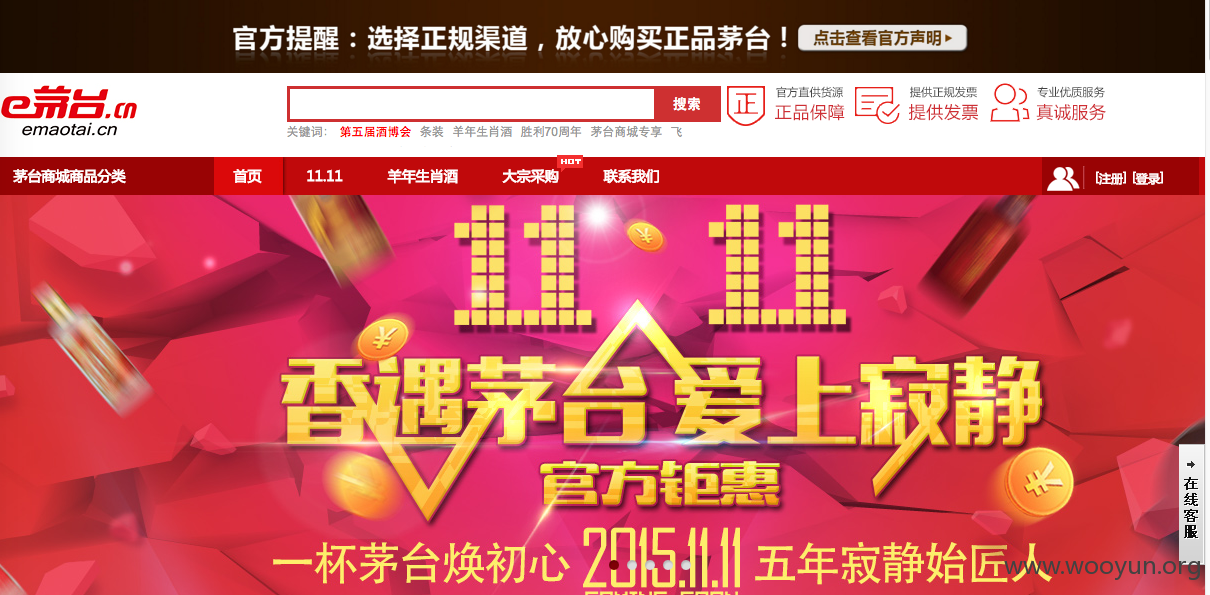 官方提醒：选择正规渠道，放心购买正品茅台！ 点击查看官方声明
e茅台.cn
emaotai.cn
搜索
关键词： 第五届酒博会 条装 羊年生肖酒 胜利70周年 茅台商城专享 飞
正
官方直供货源
正品保障
提供正规发票
提供发票
专业优质服务
真诚服务
茅台商城商品分类 首页 11.11 羊年生肖酒 大宗采购 HOT 联系我们 [注册] [登录]
11 11
香遇茅台 爱上寂静
官方钜惠
一杯茅台焕初心 2015.11.11 五年寂静始匠人
COMING SOON
在线客服
www.wooyun.org